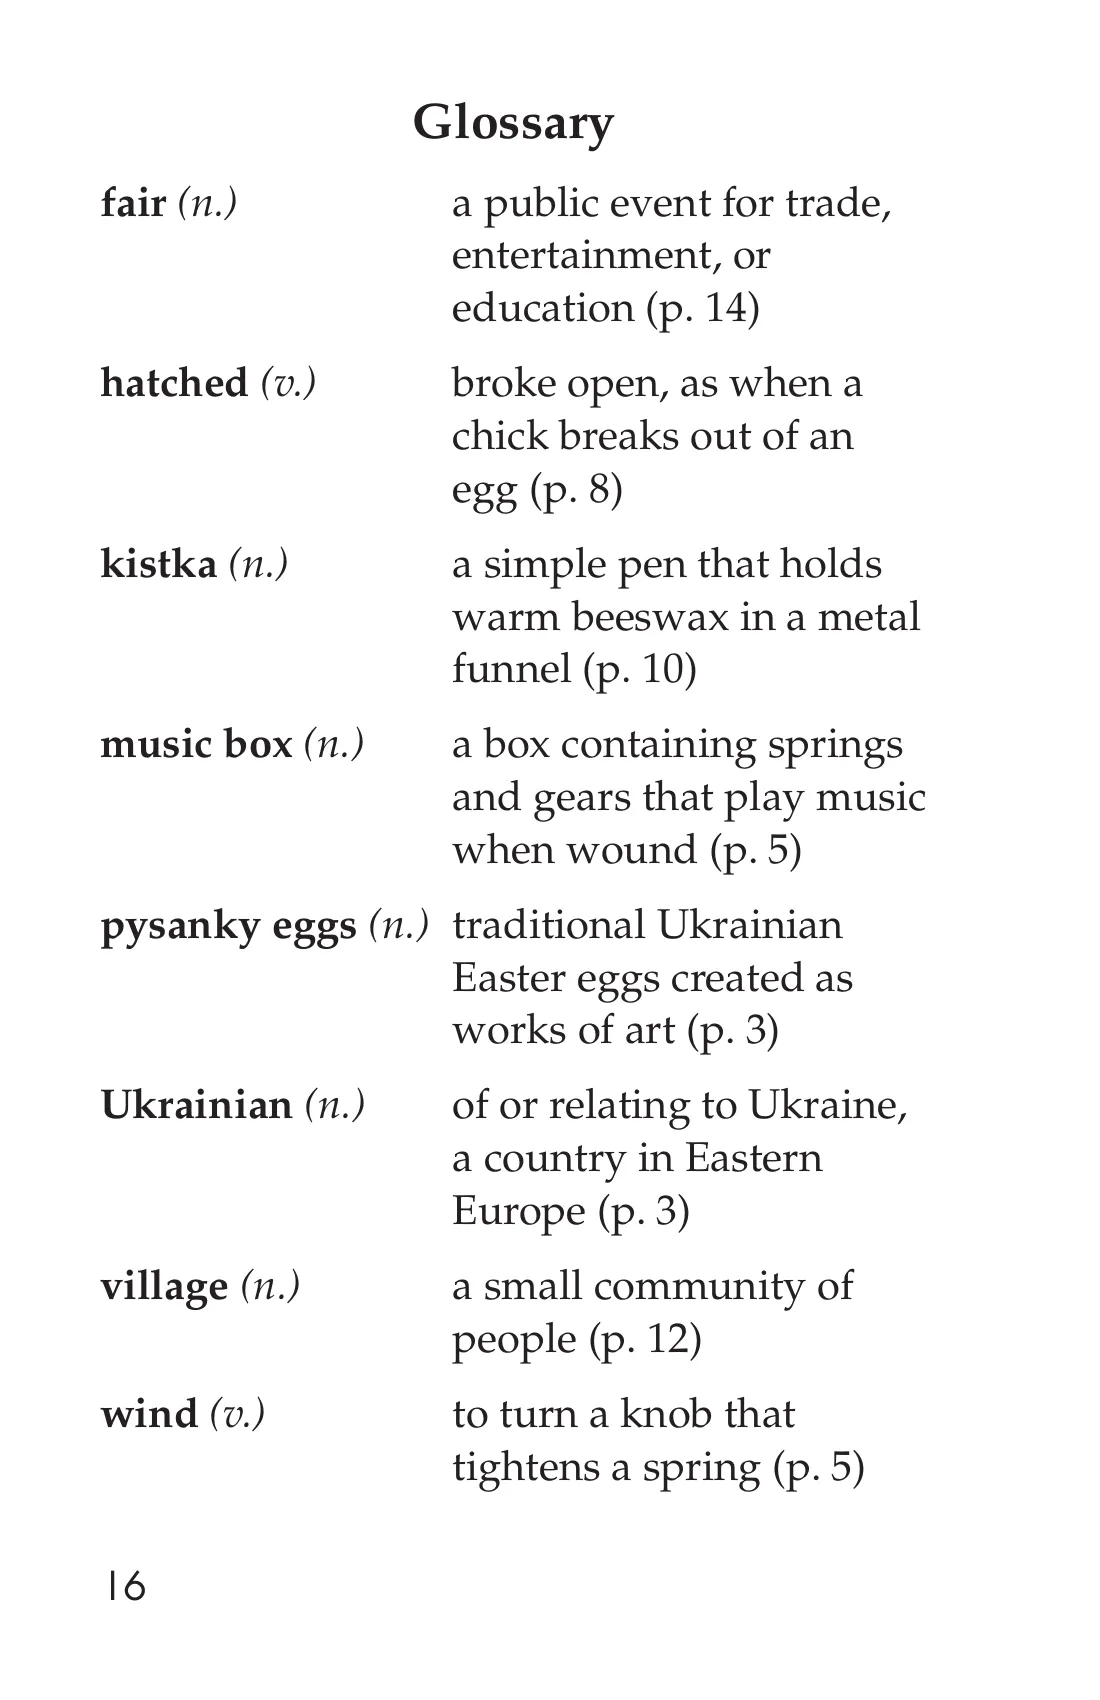 Glossary
fair (n.) a public event for trade,
entertainment, or
education (p. 14)
hatched (v.) broke open, as when a
chick breaks out of an
egg (p. 8)
kistka (n.) a simple pen that holds
warm beeswax in a metal
funnel (p. 10)
music box (n.) a box containing springs
and gears that play music
when wound (p. 5)
pysanky eggs (n.) traditional Ukrainian
Easter eggs created as
works of art (p. 3)
Ukrainian (n.) of or relating to Ukraine,
a country in Eastern
Europe (p. 3)
village (n.) a small community of
people (p. 12)
wind (v.) to turn a knob that
tightens a spring (p. 5)
16